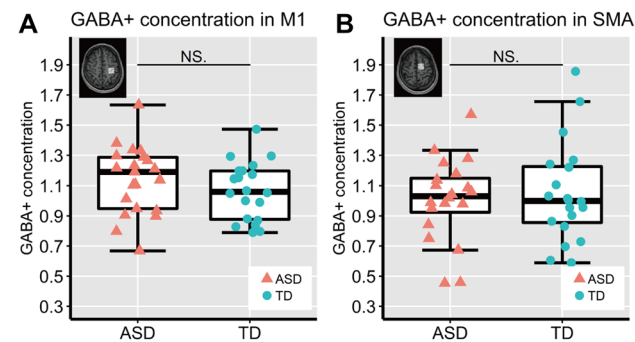 A GABA+ concentration in M1
GABA+ concentration
1.9
1.7
1.5
1.3
1.1
0.9
0.7
0.5
0.3
NS.
ASD
TD
ASD TD
B GABA+ concentration in SMA
GABA+ concentration
1.9
1.7
1.5
1.3
1.1
0.9
0.7
0.5
0.3
NS.
ASD
TD
ASD TD